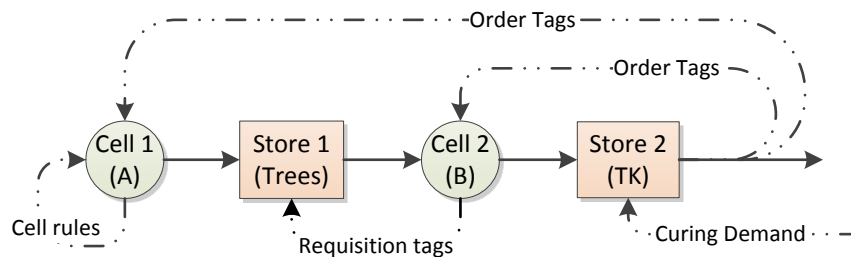 Order Tags
Order Tags
Cell 1
(A)
Store 1
(Trees)
Cell 2
(B)
Store 2
(TK)
Cell rules
Requisition tags
Curing Demand